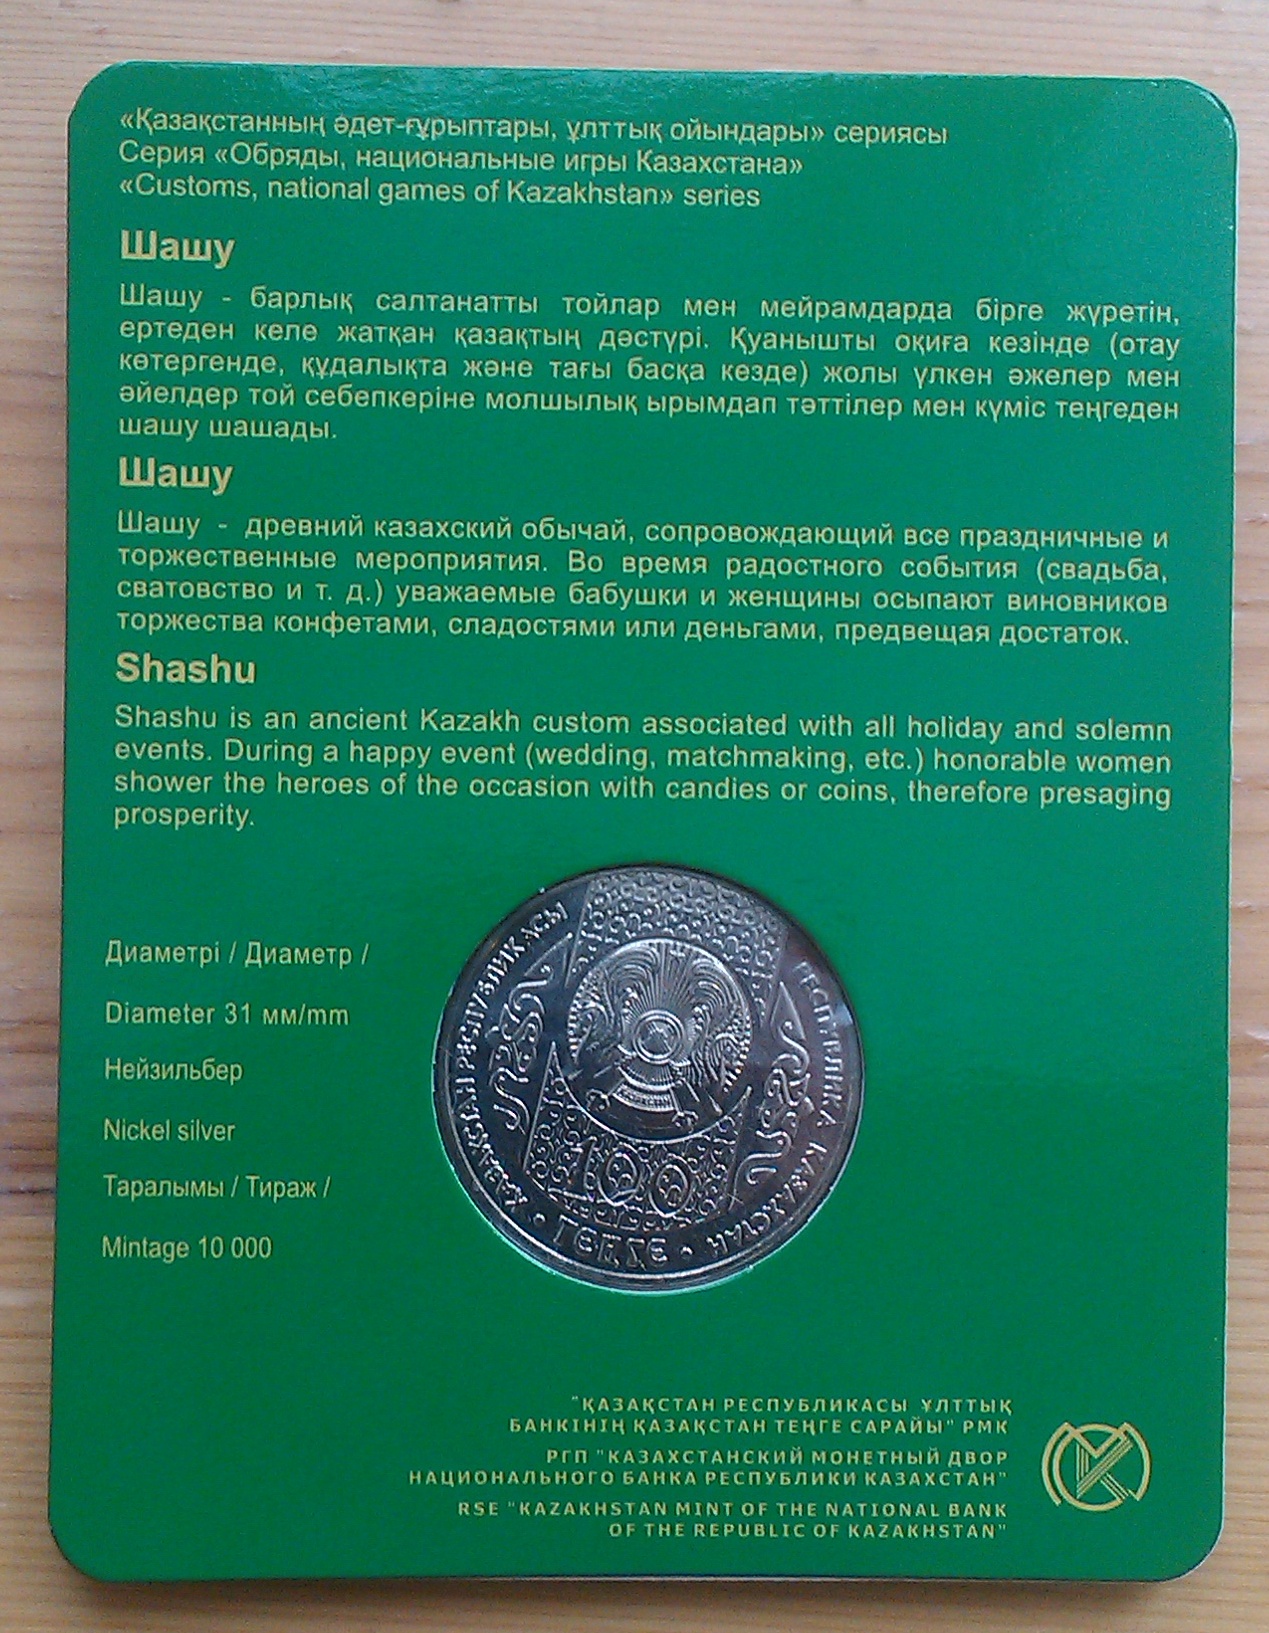 «Қазақстанның әдет-ғұрыптары, ұлттық ойындары» сериясы
Серия «Обряды, национальные игры Казахстана»
«Customs, national games of Kazakhstan» series
Шашу
Шашу - барлық салтанатты тойлар мен мейрамдарда бірге жүретін,
ертеден келе жатқан қазақтың дәстүрі. Қуанышты оқиға кезінде (отау
көтергенде, құдалықта және тағы басқа кезде) жолы үлкен әжелер мен
әйелдер той себепкеріне молшылық ырымдап тәттілер мен күміс теңгеден
шашу шашады.
Шашу
Шашу - древний казахский обычай, сопровождающий все праздничные и
торжественные мероприятия. Во время радостного события (свадьба,
сватовство и т. д.) уважаемые бабушки и женщины осыпают виновников
торжества конфетами, сладостями или деньгами, предвещая достаток.
Shashu
Shashu is an ancient Kazakh custom associated with all holiday and solemn
events. During a happy event (wedding, matchmaking, etc.) honorable women
shower the heroes of the occasion with candies or coins, therefore presaging
prosperity.
Диаметрі / Диаметр /
Diameter 31 мм/mm
Нейзильбер
Nickel silver
Таралымы / Тираж /
Mintage 10 000
ҚАЗАҚСТАН РЕСПУБЛИКАСЫ
РЕСПУБЛИКА КАЗАХСТАН
100
• ТЕҢГЕ •
"ҚАЗАҚСТАН РЕСПУБЛИКАСЫ ҰЛТТЫҚ
БАНКІНІҢ ҚАЗАҚСТАН ТЕҢГЕ САРАЙЫ" РМК
РГП "КАЗАХСТАНСКИЙ МОНЕТНЫЙ ДВОР
НАЦИОНАЛЬНОГО БАНКА РЕСПУБЛИКИ КАЗАХСТАН"
RSE "KAZAKHSTAN MINT OF THE NATIONAL BANK
OF THE REPUBLIC OF KAZAKHSTAN"